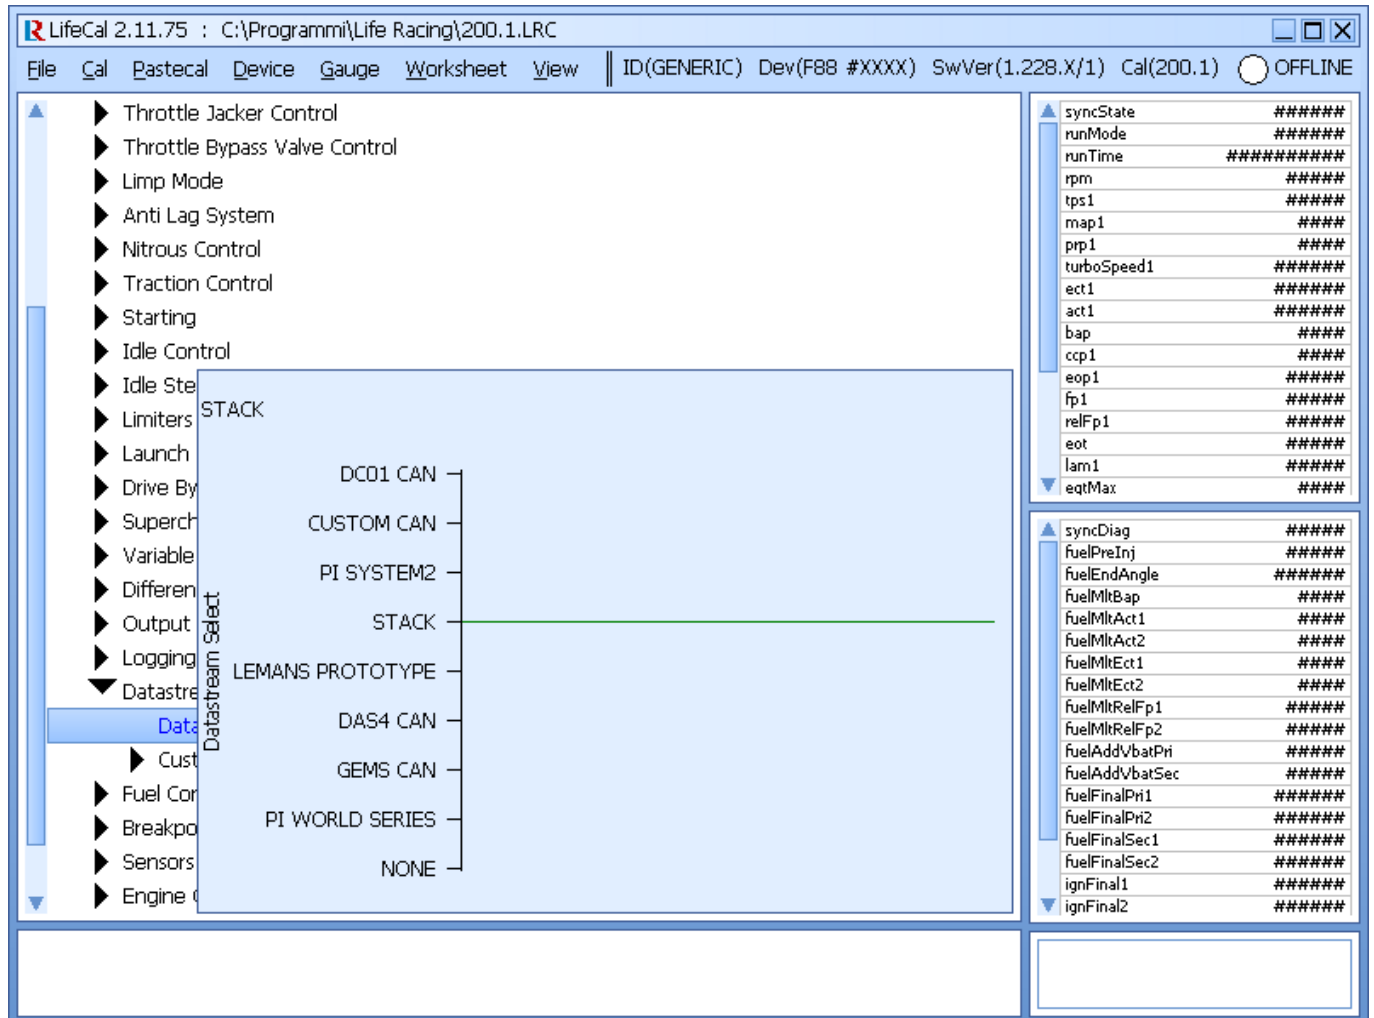 LifeCal 2.11.75 : C:\Programmi\Life Racing\200.1.LRC
File Cal Pastecal Device Gauge Worksheet View ID(GENERIC) Dev(F88 #XXXX) SwVer(1.228.X/1) Cal(200.1) OFFLINE
Throttle Jacker Control
Throttle Bypass Valve Control
Limp Mode
Anti Lag System
Nitrous Control
Traction Control
Starting
Idle Control
Idle Ste
Limiters
Launch
Drive By
Superch
Variable
Differen
Output
Logging
Datastre
Data
Cust
Fuel Cor
Breakpo
Sensors
Engine
STACK
Datastream Select
DC01 CAN
CUSTOM CAN
PI SYSTEM2
STACK
LEMANS PROTOTYPE
DAS4 CAN
GEMS CAN
PI WORLD SERIES
NONE
syncState ######
runMode ######
runTime ##########
rpm #####
tps1 #####
map1 ####
prp1 ####
turboSpeed1 ######
ect1 ######
act1 ######
bap ####
ccp1 ####
eop1 #####
fp1 #####
relFp1 #####
eot #####
lam1 #####
egtMax ####
syncDiag #####
fuelPreInj #####
fuelEndAngle ######
fuelMltBap ####
fuelMltAct1 ####
fuelMltAct2 ####
fuelMltEct1 ####
fuelMltEct2 ####
fuelMltRelFp1 #####
fuelMltRelFp2 #####
fuelAddVbatPri #####
fuelAddVbatSec #####
fuelFinalPri1 ######
fuelFinalPri2 ######
fuelFinalSec1 ######
fuelFinalSec2 ######
ignFinal1 ######
ignFinal2 ######